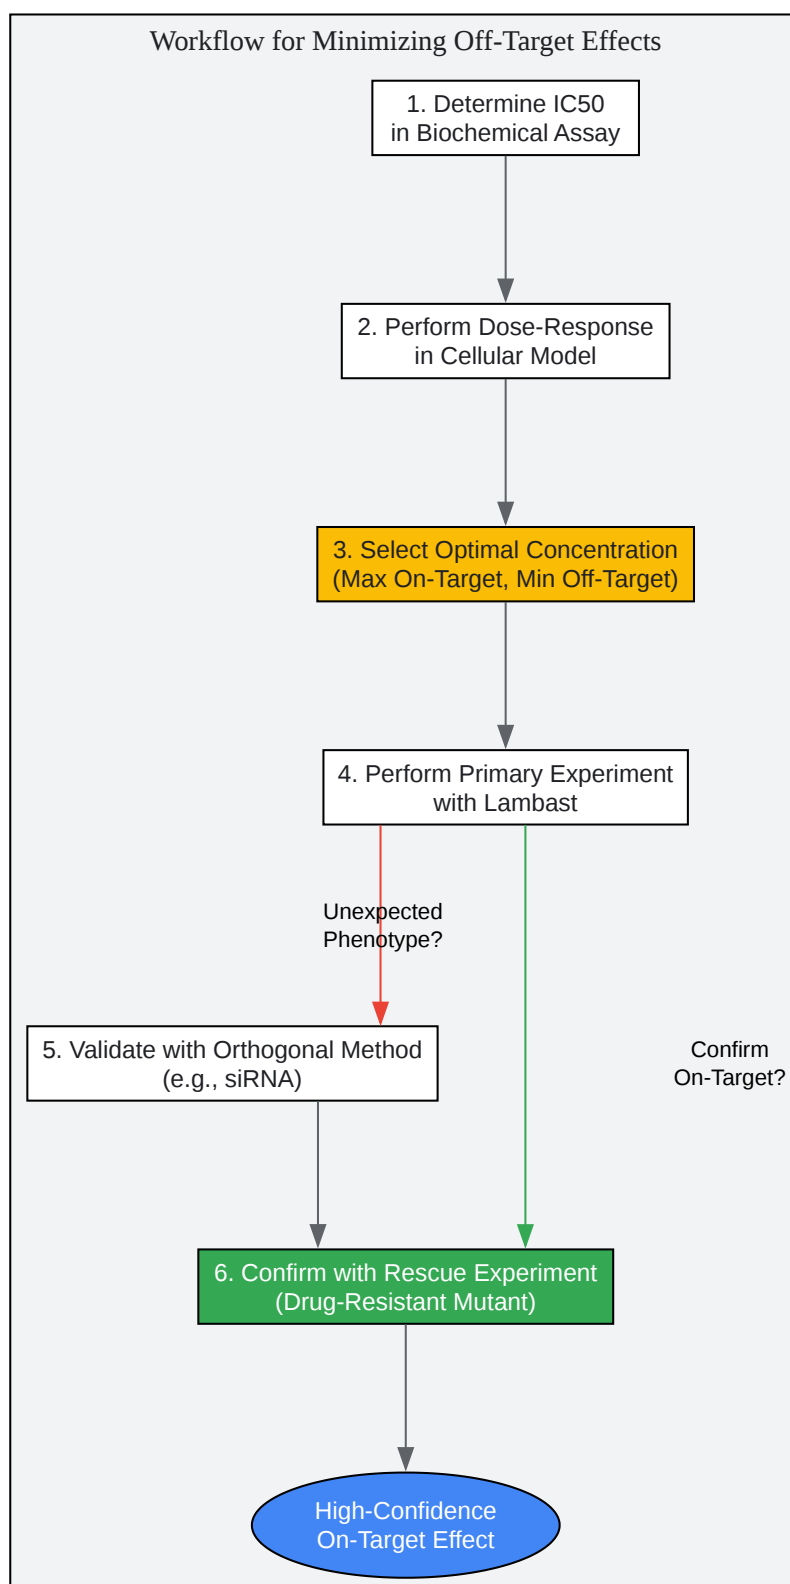 Workflow for Minimizing Off-Target Effects
1. Determine IC50
in Biochemical Assay
2. Perform Dose-Response
in Cellular Model
3. Select Optimal Concentration
(Max On-Target, Min Off-Target)
4. Perform Primary Experiment
with Lambast
Unexpected
Phenotype?
5. Validate with Orthogonal Method
(e.g., siRNA)
Confirm
On-Target?
6. Confirm with Rescue Experiment
(Drug-Resistant Mutant)
High-Confidence
On-Target Effect